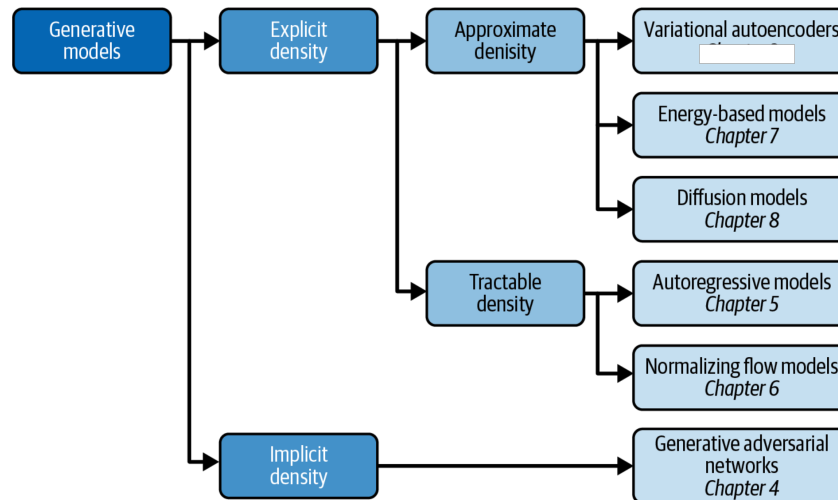 Generative
models
Explicit
density
Approximate
denisity
Variational autoencoders
Energy-based models
Chapter 7
Diffusion models
Chapter 8
Tractable
density
Autoregressive models
Chapter 5
Normalizing flow models
Chapter 6
Implicit
density
Generative adversarial
networks
Chapter 4